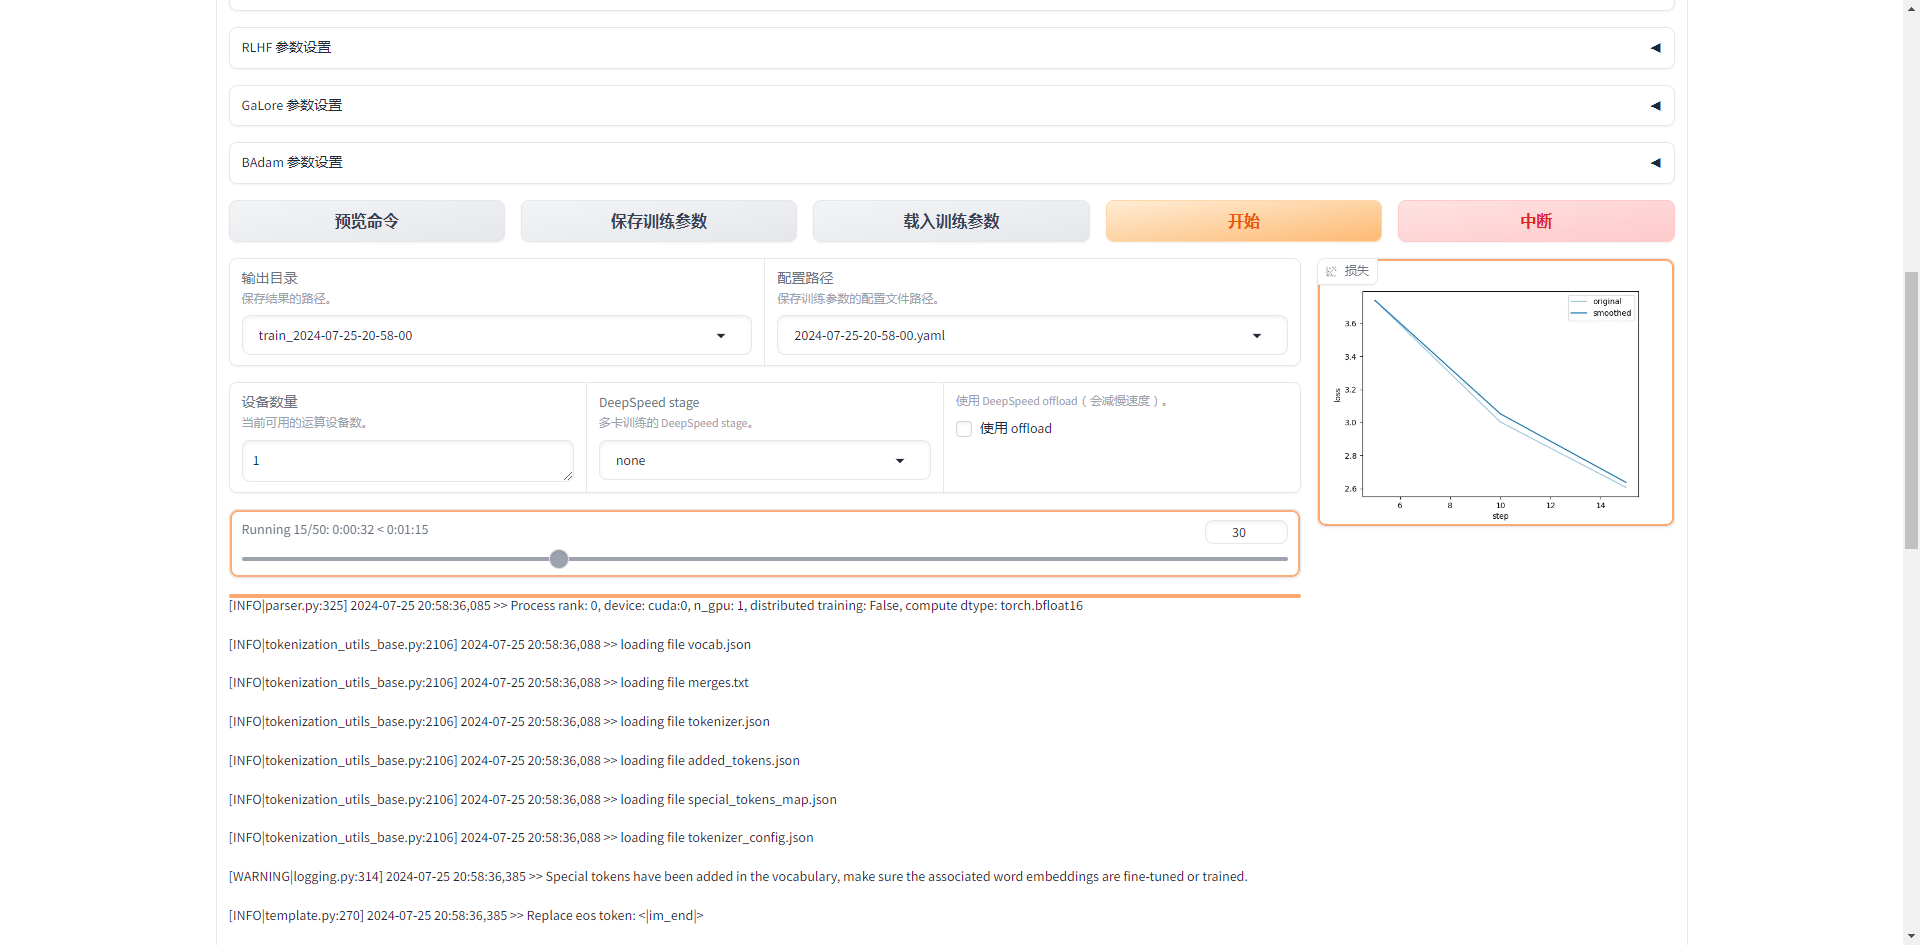 RLHF 参数设置
GaLore 参数设置
BAdam 参数设置
预览命令
保存训练参数
载入训练参数
开始
中断
输出目录
保存结果的路径。
train_2024-07-25-20-58-00
配置路径
保存训练参数的配置文件路径。
2024-07-25-20-58-00.yaml
设备数量
当前可用的运算设备数。
1
DeepSpeed stage
多卡训练的 DeepSpeed stage。
none
使用 DeepSpeed offload（会减慢速度）。
使用 offload
损失
original
smoothed
3.6
3.4
3.2
3.0
2.8
2.6
loss
6
8
10
12
14
step
Running 15/50: 0:00:32 < 0:01:15
30
[INFO|parser.py:325] 2024-07-25 20:58:36,085 >> Process rank: 0, device: cuda:0, n_gpu: 1, distributed training: False, compute dtype: torch.bfloat16
[INFO|tokenization_utils_base.py:2106] 2024-07-25 20:58:36,088 >> loading file vocab.json
[INFO|tokenization_utils_base.py:2106] 2024-07-25 20:58:36,088 >> loading file merges.txt
[INFO|tokenization_utils_base.py:2106] 2024-07-25 20:58:36,088 >> loading file tokenizer.json
[INFO|tokenization_utils_base.py:2106] 2024-07-25 20:58:36,088 >> loading file added_tokens.json
[INFO|tokenization_utils_base.py:2106] 2024-07-25 20:58:36,088 >> loading file special_tokens_map.json
[INFO|tokenization_utils_base.py:2106] 2024-07-25 20:58:36,088 >> loading file tokenizer_config.json
[WARNING|logging.py:314] 2024-07-25 20:58:36,385 >> Special tokens have been added in the vocabulary, make sure the associated word embeddings are fine-tuned or trained.
[INFO|template.py:270] 2024-07-25 20:58:36,385 >> Replace eos token: <|im_end|>